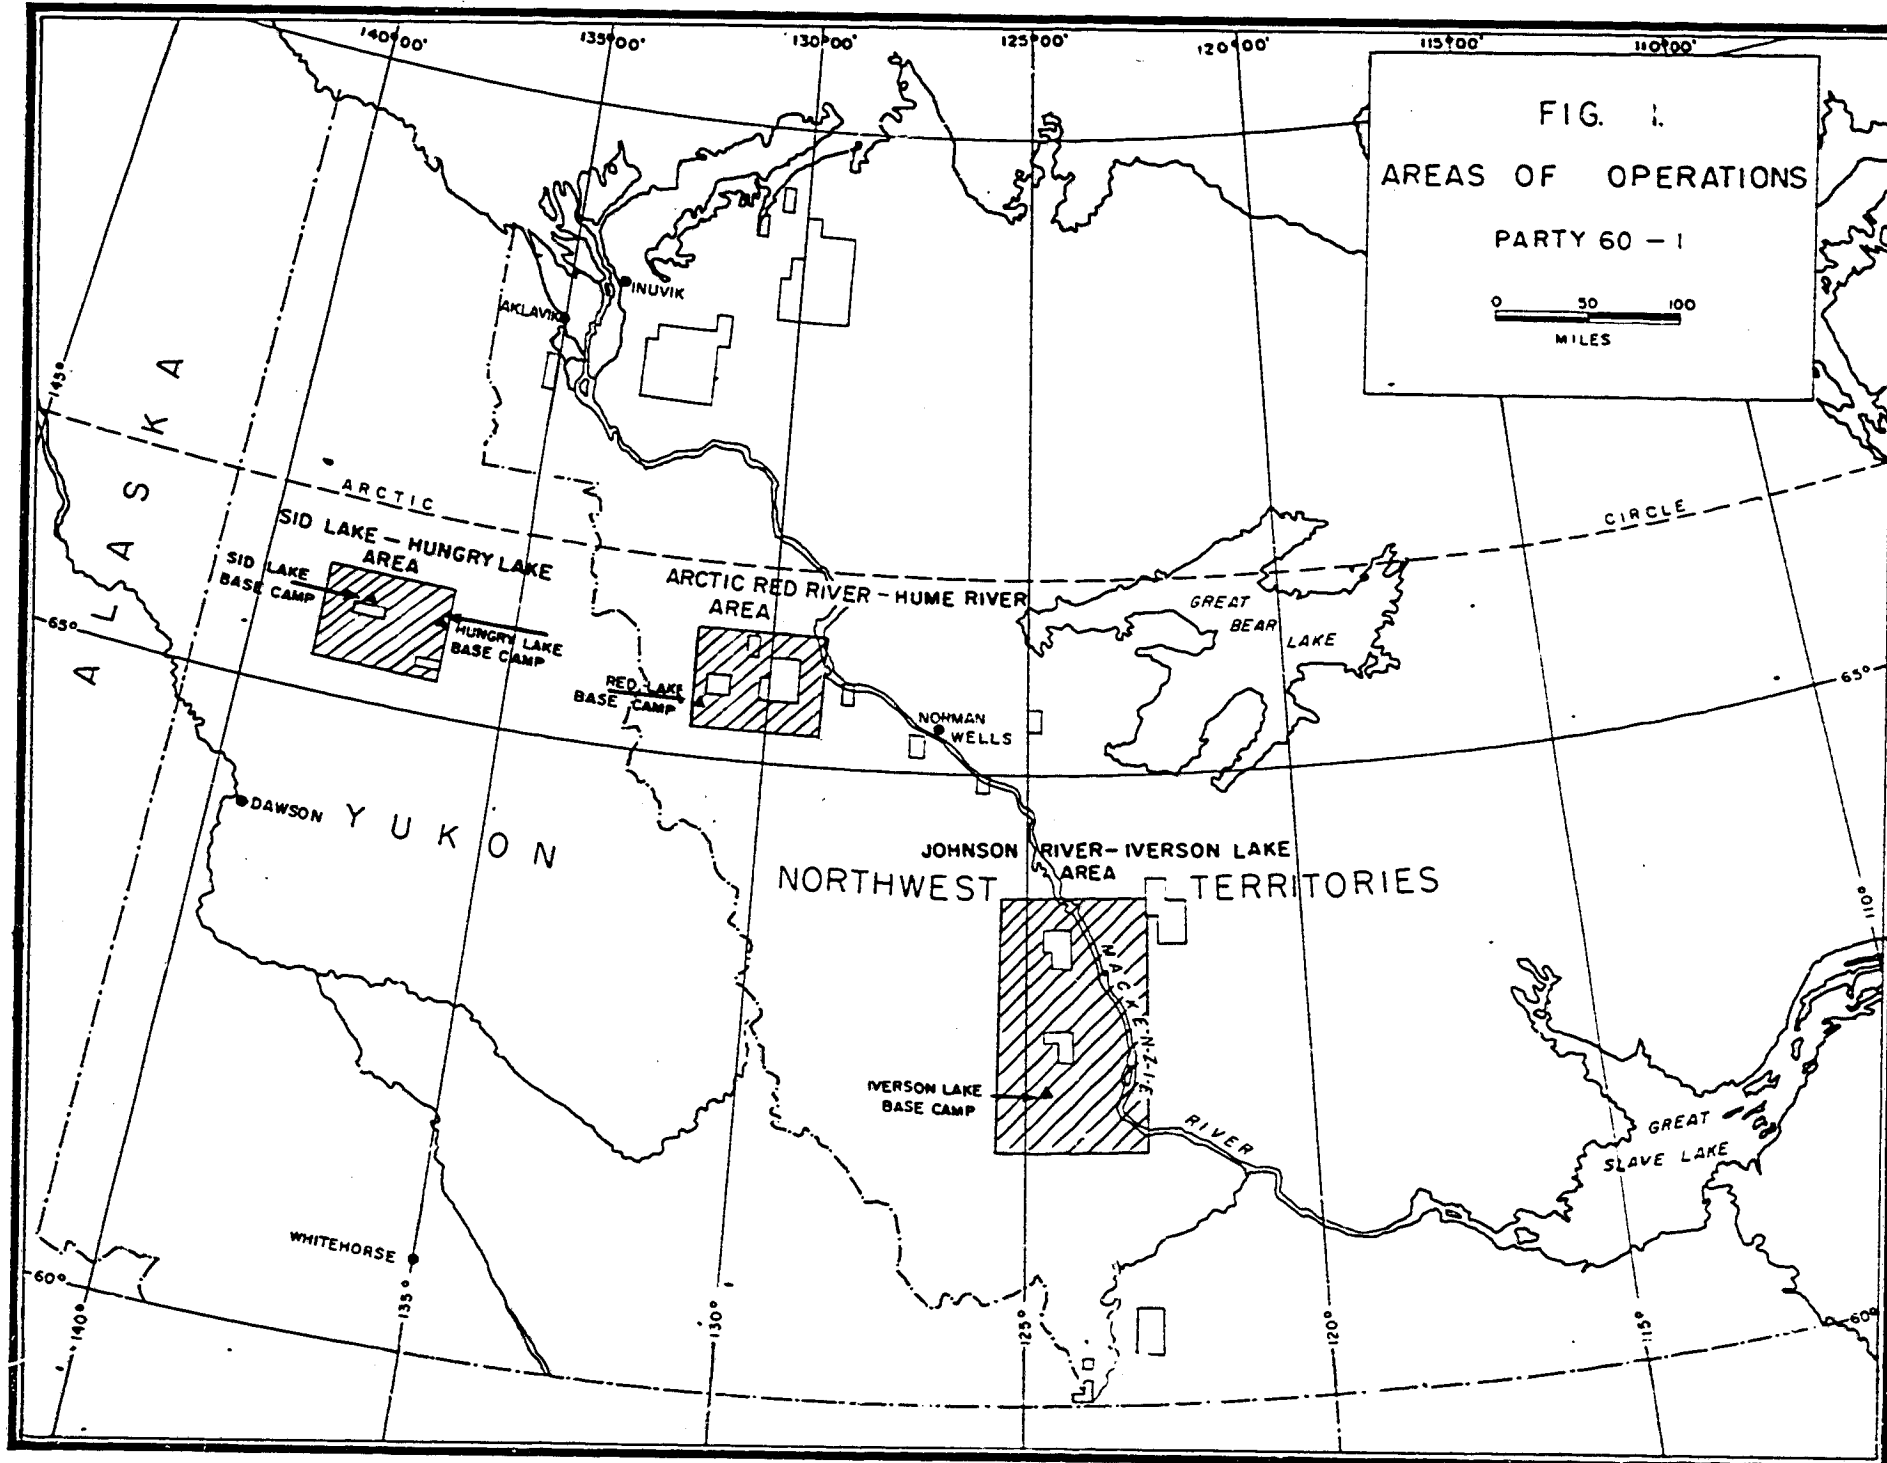 140°00'
135°00'
130°00'
125°00'
120°00'
115°00'
110°00'
FIG. 1.
AREAS OF OPERATIONS
PARTY 60 – 1
0 50 100
MILES
INUVIK
AKLAVIK
145°
ALASKA
ARCTIC
CIRCLE
SID LAKE – HUNGRY LAKE
AREA
SID LAKE
BASE CAMP
HUNGRY LAKE
BASE CAMP
ARCTIC RED RIVER – HUME RIVER
AREA
RED LAKE
BASE CAMP
GREAT
BEAR
LAKE
65°
65°
NORMAN
WELLS
DAWSON
YUKON
JOHNSON RIVER – IVERSON LAKE
AREA
NORTHWEST TERRITORIES
110°
MACKENZIE
RIVER
IVERSON LAKE
BASE CAMP
GREAT
SLAVE LAKE
WHITEHORSE
60°
60°
140°
135°
130°
125°
120°
115°